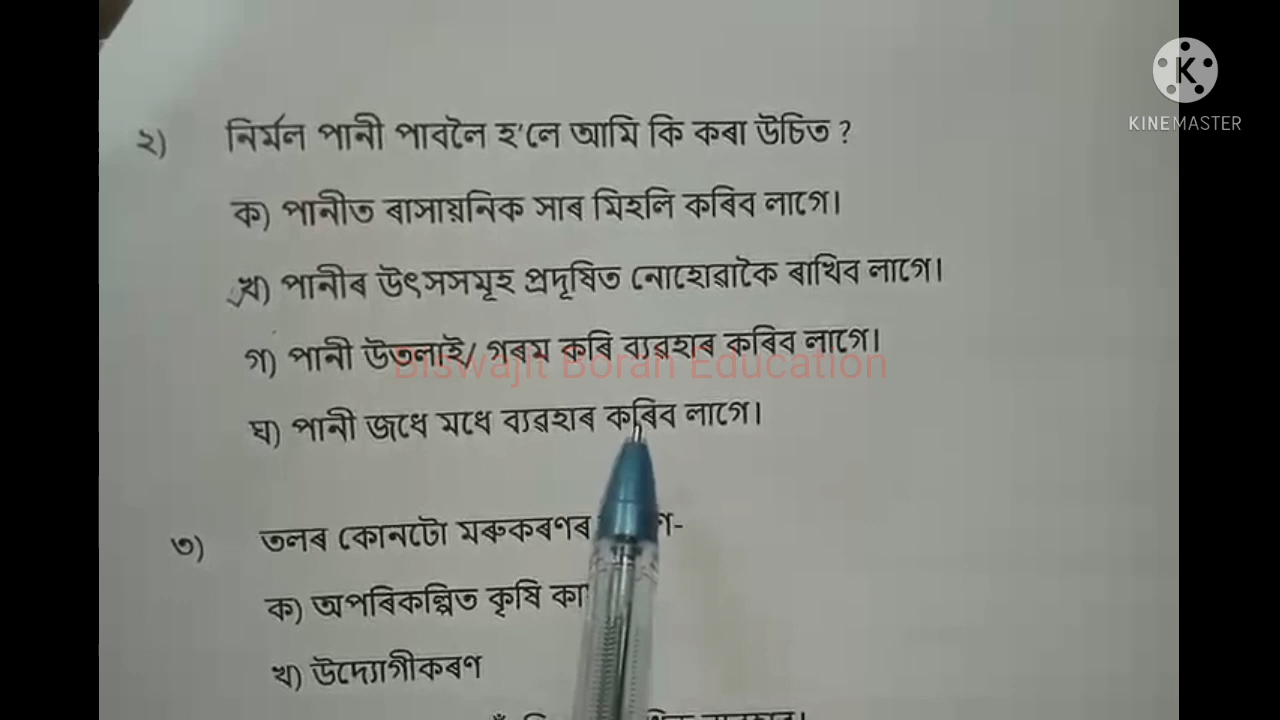 KINEMASTER
২) নিৰ্মল পানী পাবলৈ হ'লে আমি কি কৰা উচিত ?
ক) পানীত ৰাসায়নিক সাৰ মিহলি কৰিব লাগে।
খ) পানীৰ উৎসসমূহ প্ৰদূষিত নোহোৱাকৈ ৰাখিব লাগে।
গ) পানী উতলাই/ গৰম কৰি ব্যৱহাৰ কৰিব লাগে।
Biswajit Borah Education
ঘ) পানী জধে মধে ব্যৱহাৰ কৰিব লাগে।
৩) তলৰ কোনটো মৰুকৰণৰ
ক) অপৰিকল্পিত কৃষি
খ) উদ্যোগীকৰণ